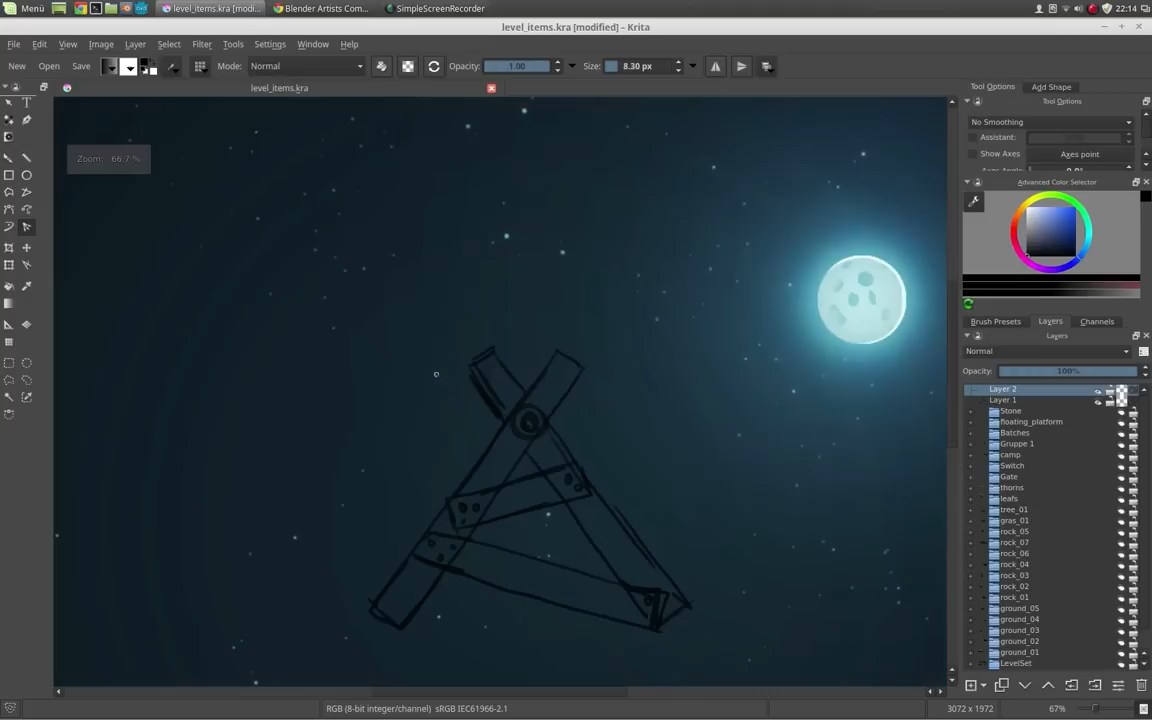 Menü
level_items.kra [modi...
Blender Artists Com...
SimpleScreenRecorder
22:14
level_items.kra [modified] – Krita
File Edit View Image Layer Select Filter Tools Settings Window Help
New Open Save Mode: Normal Opacity: 1.00 Size: 8.30 px
level_items.kra
Tool Options Add Shape
Tool Options
Zoom: 66.7 %
No Smoothing
Assistant:
Show Axes Axes point
Advanced Color Selector
Brush Presets Layers Channels
Layers
Normal
Opacity: 100%
Layer 2
Layer 1
Stone
floating_platform
Batches
Gruppe 1
camp
Switch
Gate
thorns
leafs
tree_01
gras_01
rock_05
rock_07
rock_06
rock_04
rock_03
rock_02
rock_01
ground_05
ground_04
ground_03
ground_02
ground_01
LevelSet
RGB (8-bit integer/channel) sRGB IEC61966-2.1
3072 x 1972
67%